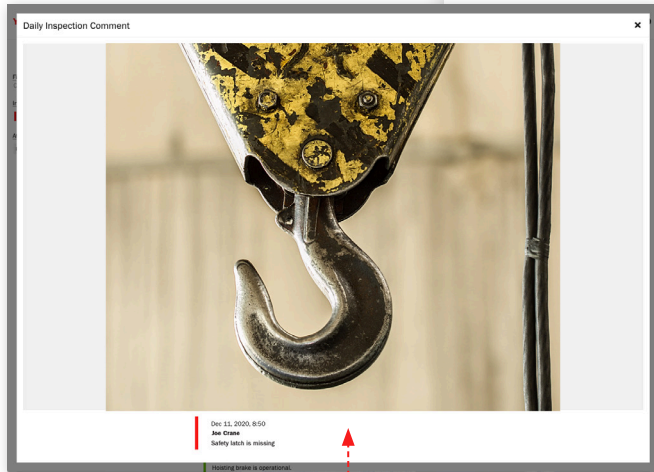 Daily Inspection Comment
Dec 11, 2020, 8:50
Joe Crane
Safety latch is missing
Hoisting brake is operational.